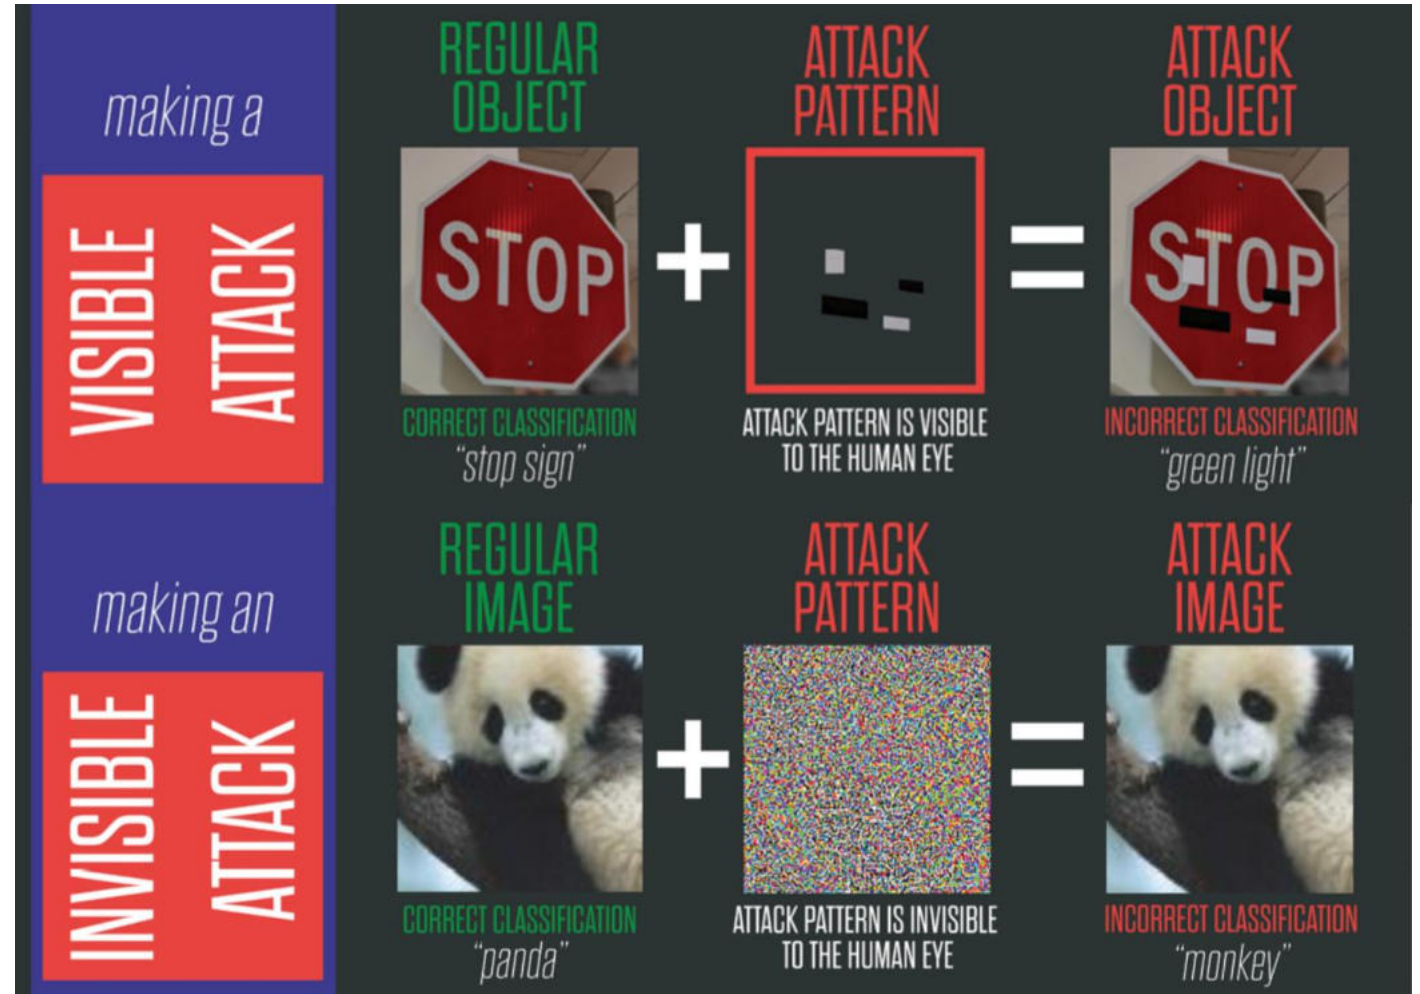 making a
VISIBLE
ATTACK
REGULAR
OBJECT
STOP
CORRECT CLASSIFICATION
“stop sign”
ATTACK
PATTERN
ATTACK PATTERN IS VISIBLE
TO THE HUMAN EYE
ATTACK
OBJECT
STOP
INCORRECT CLASSIFICATION
“green light”
making an
INVISIBLE
ATTACK
REGULAR
IMAGE
CORRECT CLASSIFICATION
“panda”
ATTACK
PATTERN
ATTACK PATTERN IS INVISIBLE
TO THE HUMAN EYE
ATTACK
IMAGE
INCORRECT CLASSIFICATION
“monkey”